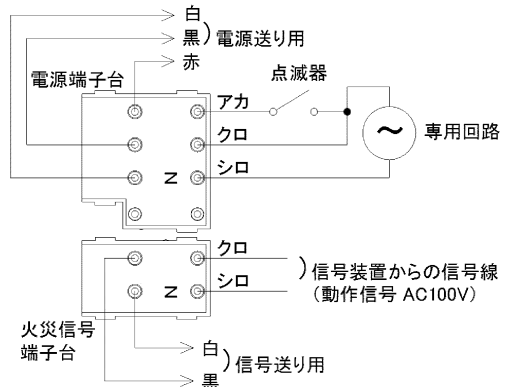 白
黒
)電源送り用
赤
電源端子台
点滅器
アカ
クロ
専用回路
シロ
N
クロ
)信号装置からの信号線
シロ
(動作信号 AC100V)
N
火災信号
端子台
白
)信号送り用
黒